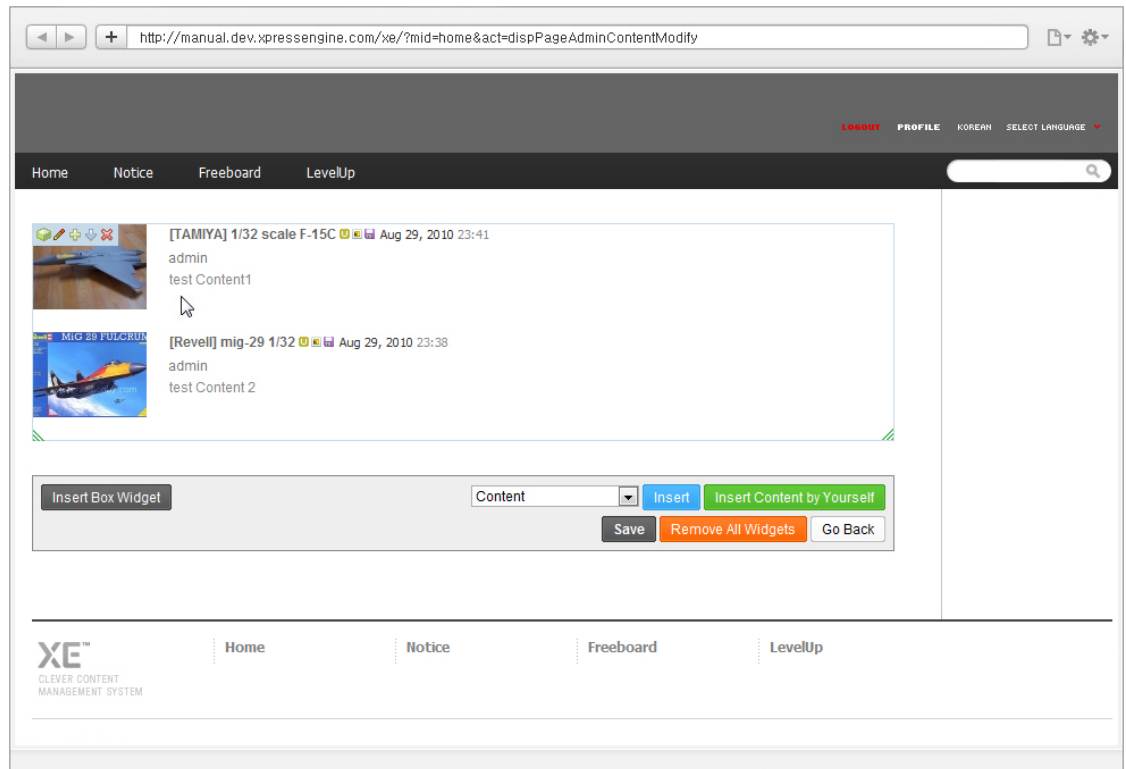 http://manual.dev.xpressengine.com/xe/?mid=home&act=dispPageAdminContentModify
LOGOUT PROFILE KOREAN SELECT LANGUAGE
Home Notice Freeboard LevelUp
[TAMIYA] 1/32 scale F-15C Aug 29, 2010 23:41
admin
test Content1
MiG 29 FULCRUM
[Revell] mig-29 1/32 Aug 29, 2010 23:38
admin
test Content 2
Insert Box Widget Content Insert Insert Content by Yourself
Save Remove All Widgets Go Back
XE™ Home Notice Freeboard LevelUp
CLEVER CONTENT
MANAGEMENT SYSTEM